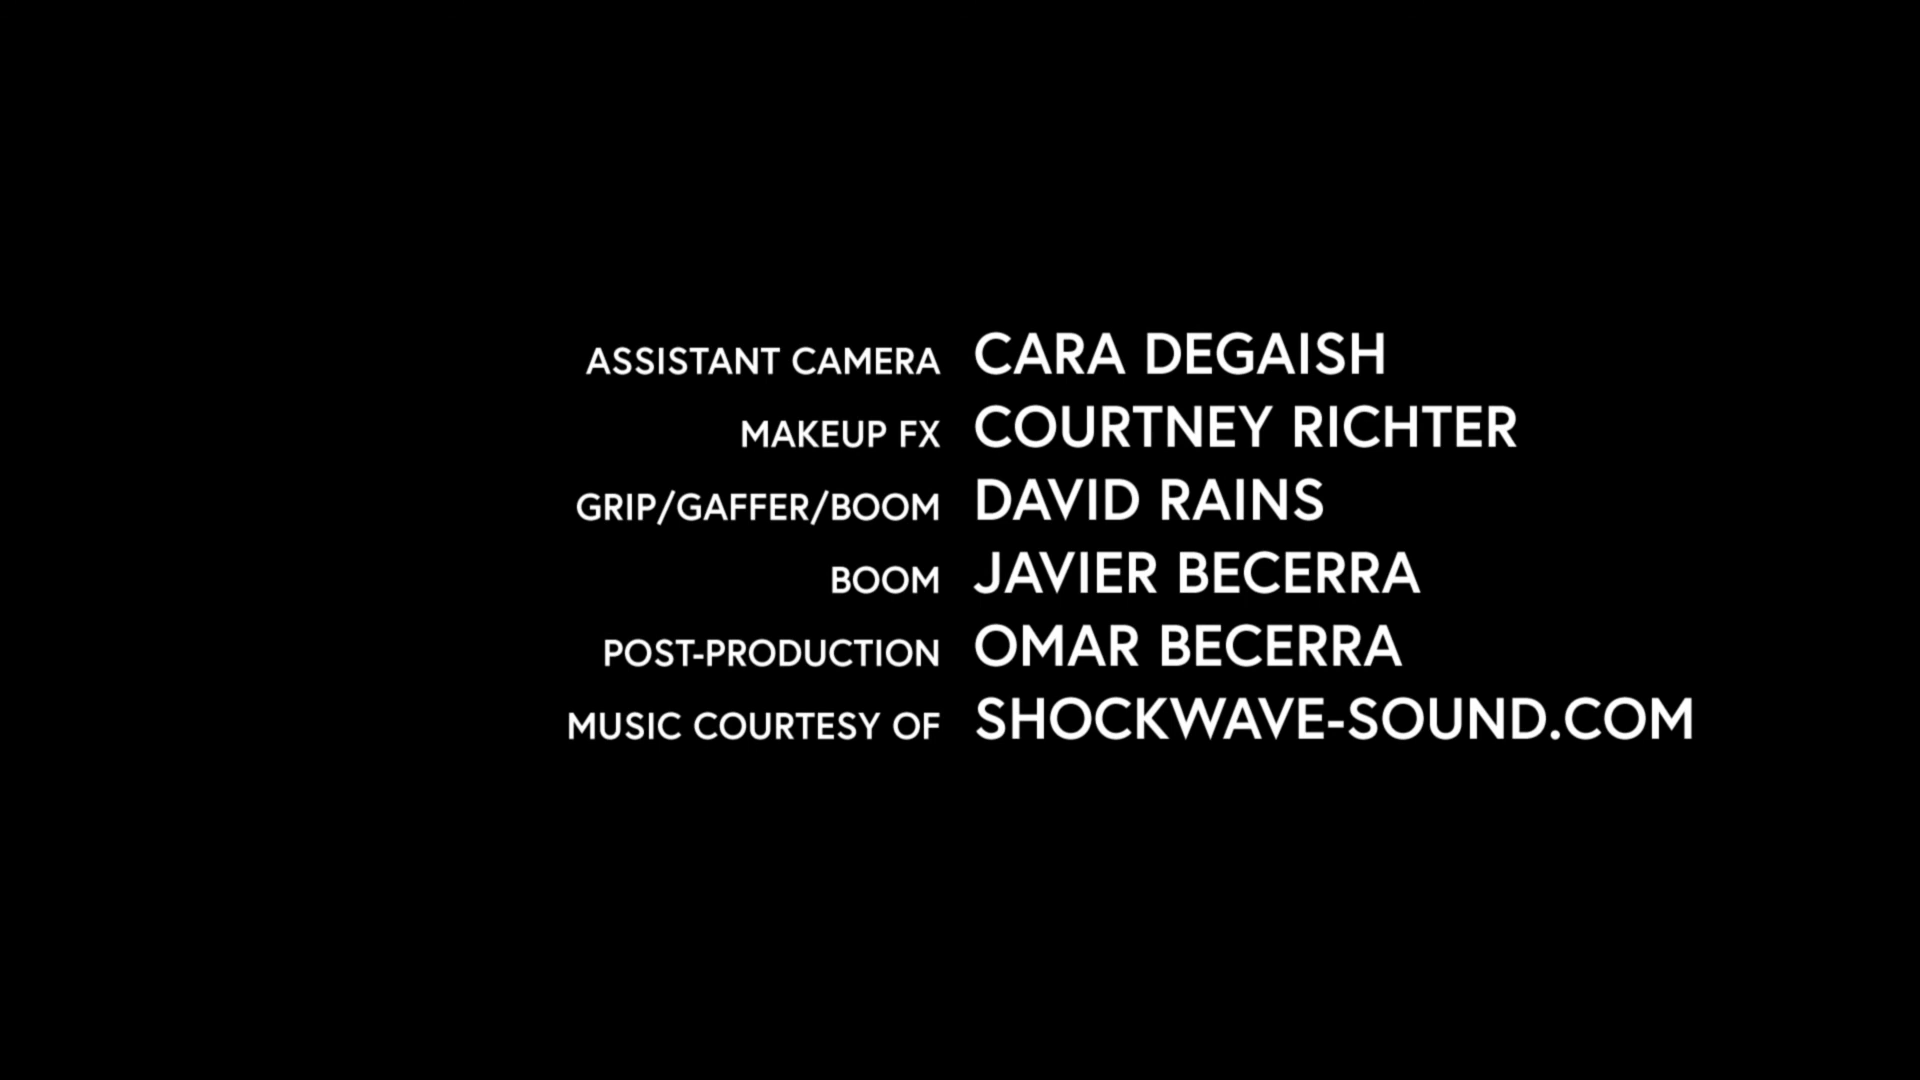 ASSISTANT CAMERA CARA DEGAISH
MAKEUP FX COURTNEY RICHTER
GRIP/GAFFER/BOOM DAVID RAINS
BOOM JAVIER BECERRA
POST-PRODUCTION OMAR BECERRA
MUSIC COURTESY OF SHOCKWAVE-SOUND.COM